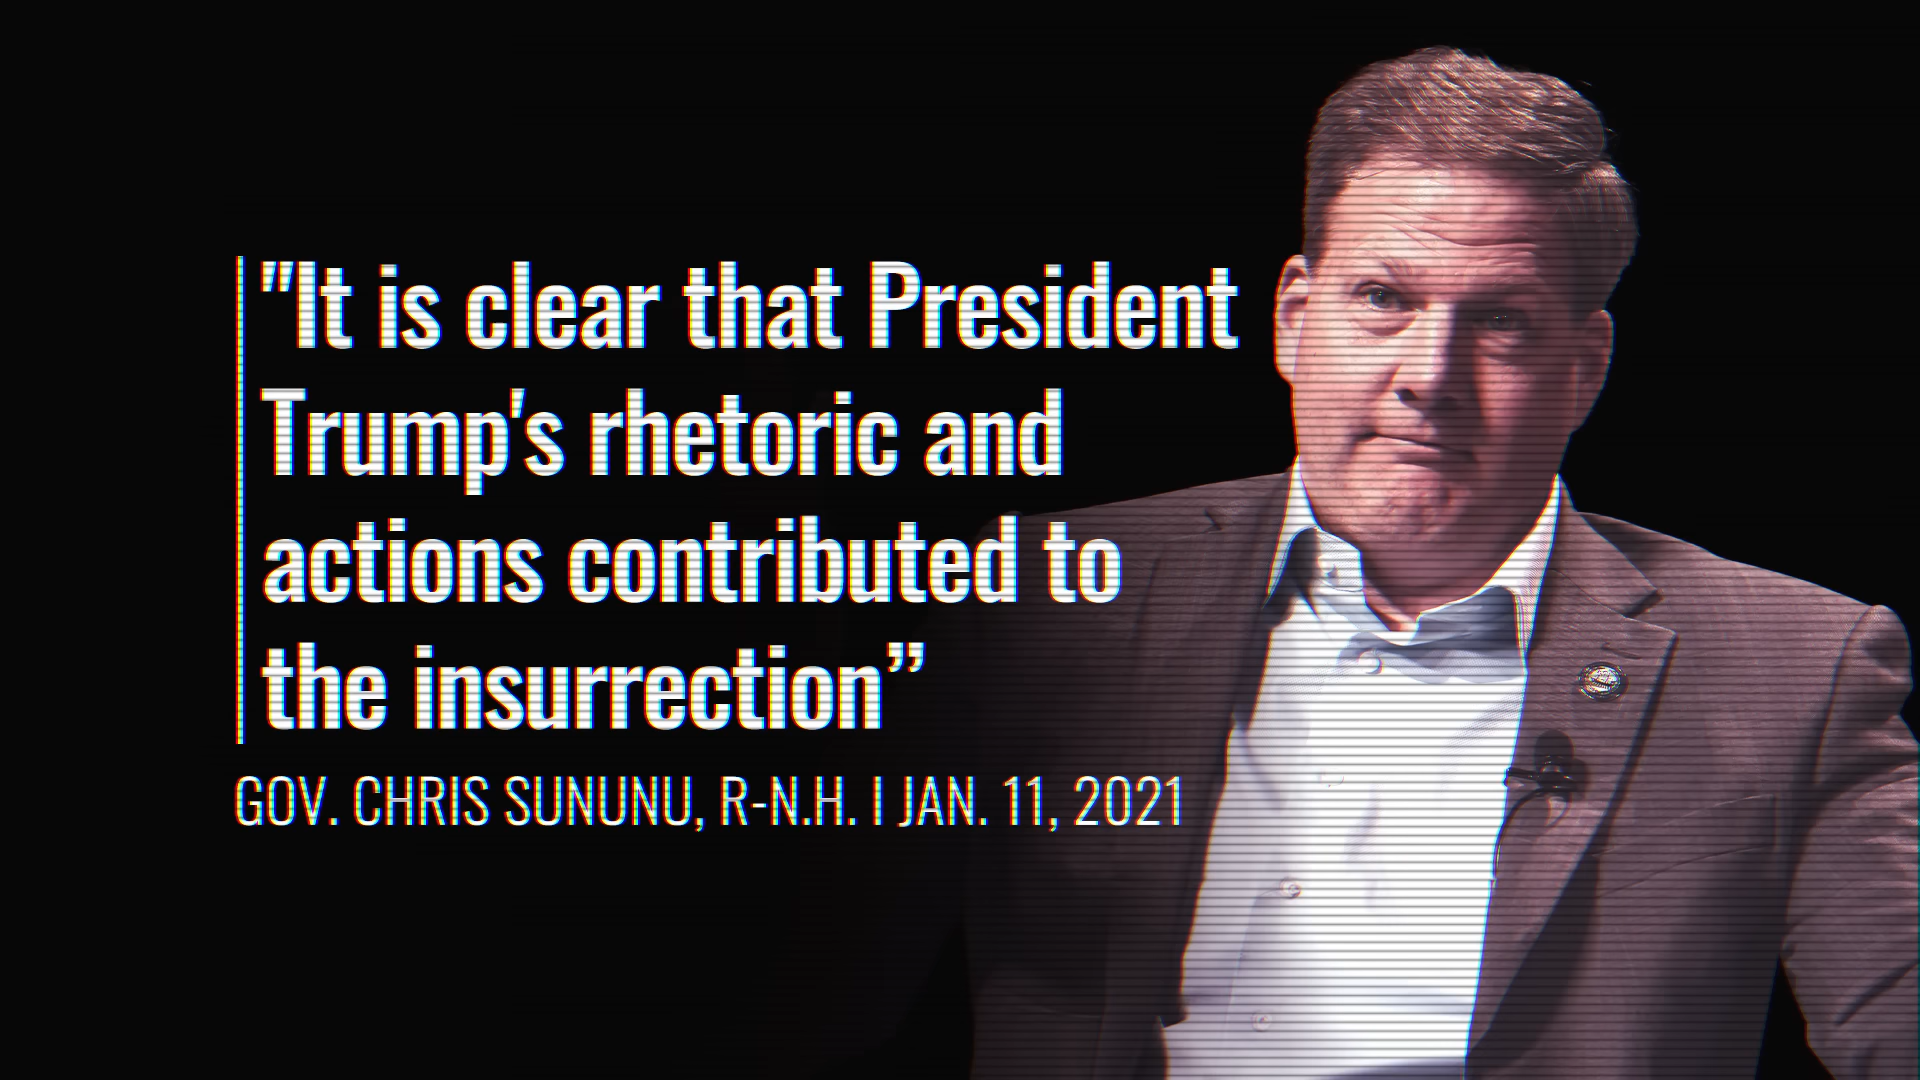 "It is clear that President
Trump's rhetoric and
actions contributed to
the insurrection”
GOV. CHRIS SUNUNU, R-N.H. I JAN. 11, 2021